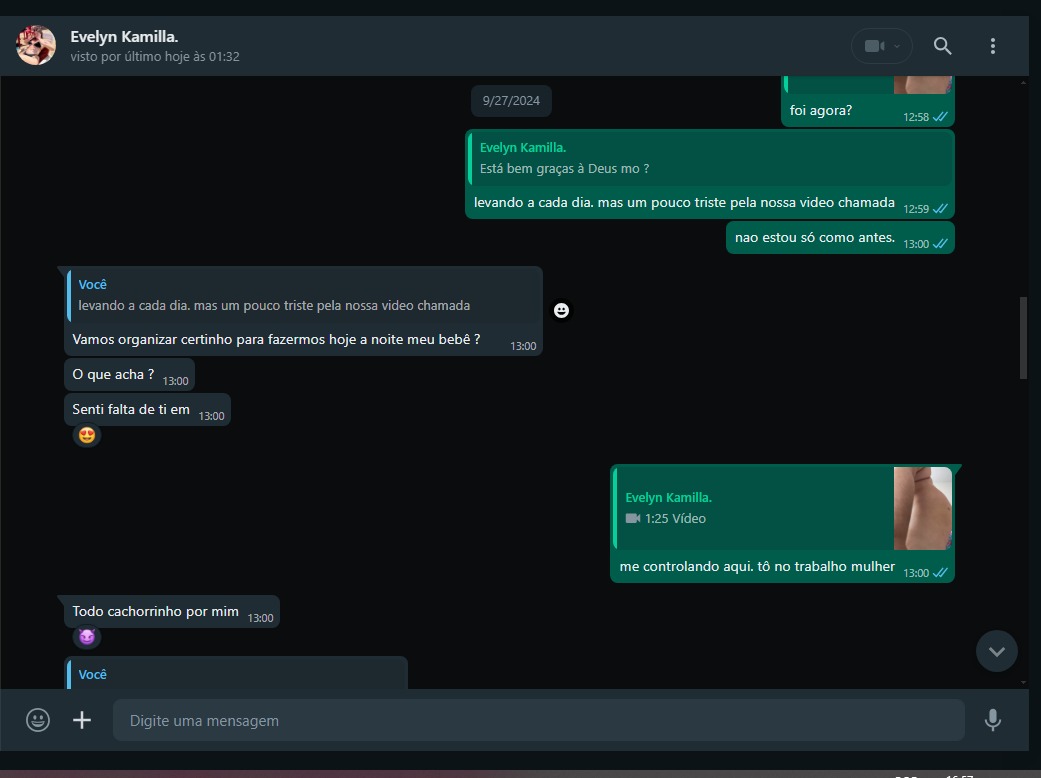 Evelyn Kamilla.
visto por último hoje às 01:32
9/27/2024
foi agora?
12:58
Evelyn Kamilla.
Está bem graças à Deus mo ?
levando a cada dia. mas um pouco triste pela nossa video chamada
12:59
nao estou só como antes.
13:00
Você
levando a cada dia. mas um pouco triste pela nossa video chamada
Vamos organizar certinho para fazermos hoje a noite meu bebê ?
13:00
O que acha ?
13:00
Senti falta de ti em
13:00
Evelyn Kamilla.
1:25 Vídeo
me controlando aqui. tô no trabalho mulher
13:00
Todo cachorrinho por mim
13:00
Você
Digite uma mensagem